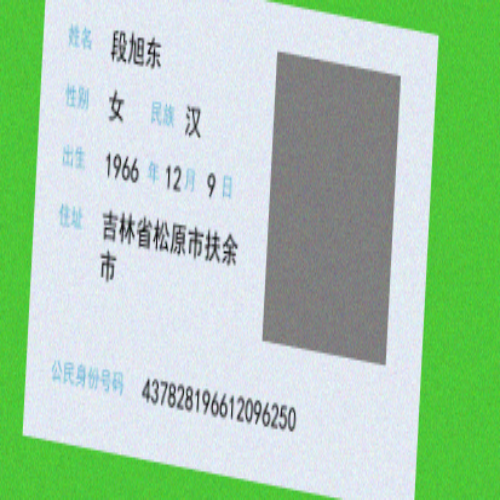 姓名 段旭东
性别 女 民族 汉
出生 1966 年 12 月 9 日
住址 吉林省松原市扶余
市
公民身份号码 437828196612096250